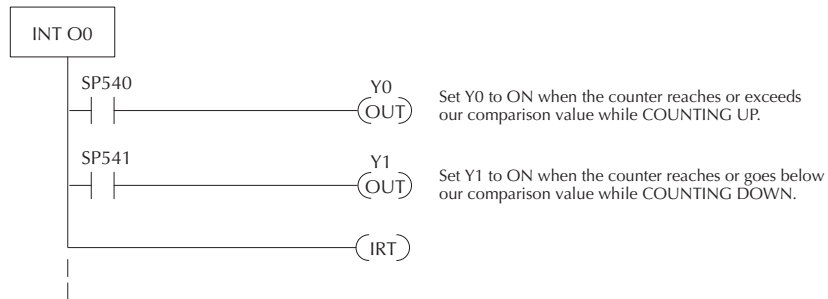 INT O0
SP540
Y0
OUT
Set Y0 to ON when the counter reaches or exceeds
our comparison value while COUNTING UP.
SP541
Y1
OUT
Set Y1 to ON when the counter reaches or goes below
our comparison value while COUNTING DOWN.
IRT